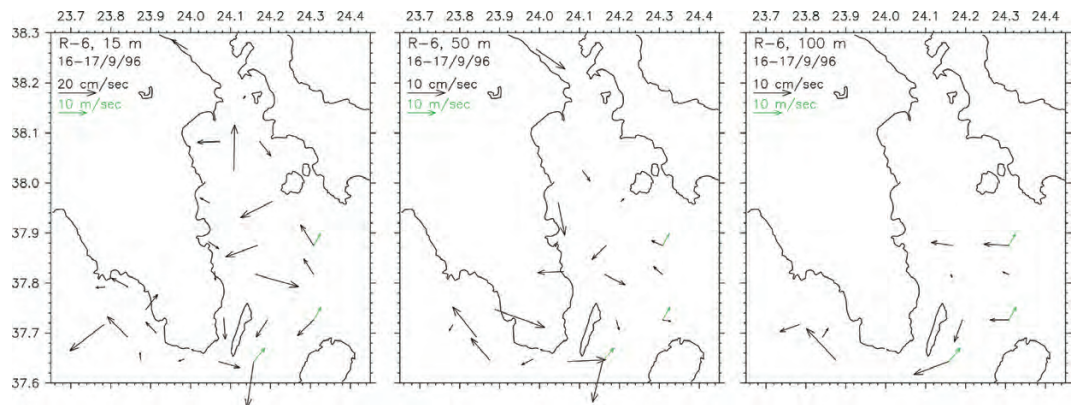 23.7 23.8 23.9 24.0 24.1 24.2 24.3 24.4
23.7 23.8 23.9 24.0 24.1 24.2 24.3 24.4
23.7 23.8 23.9 24.0 24.1 24.2 24.3 24.4
38.3
38.2
38.1
38.0
37.9
37.8
37.7
37.6
R-6, 15 m
16-17/9/96
20 cm/sec
10 m/sec
R-6, 50 m
16-17/9/96
10 cm/sec
10 m/sec
R-6, 100 m
16-17/9/96
10 cm/sec
10 m/sec